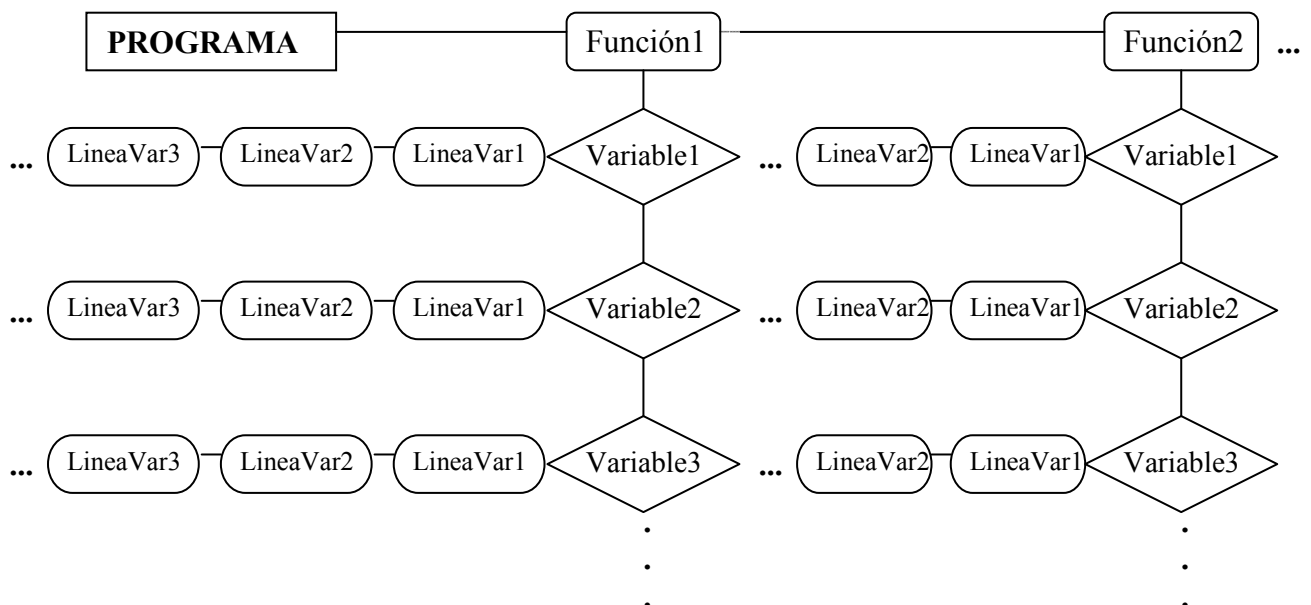 PROGRAMA Función1 Función2 ...
... LineaVar3 LineaVar2 LineaVar1 Variable1 ... LineaVar2 LineaVar1 Variable1
... LineaVar3 LineaVar2 LineaVar1 Variable2 ... LineaVar2 LineaVar1 Variable2
... LineaVar3 LineaVar2 LineaVar1 Variable3 ... LineaVar2 LineaVar1 Variable3
. .
. .
. .